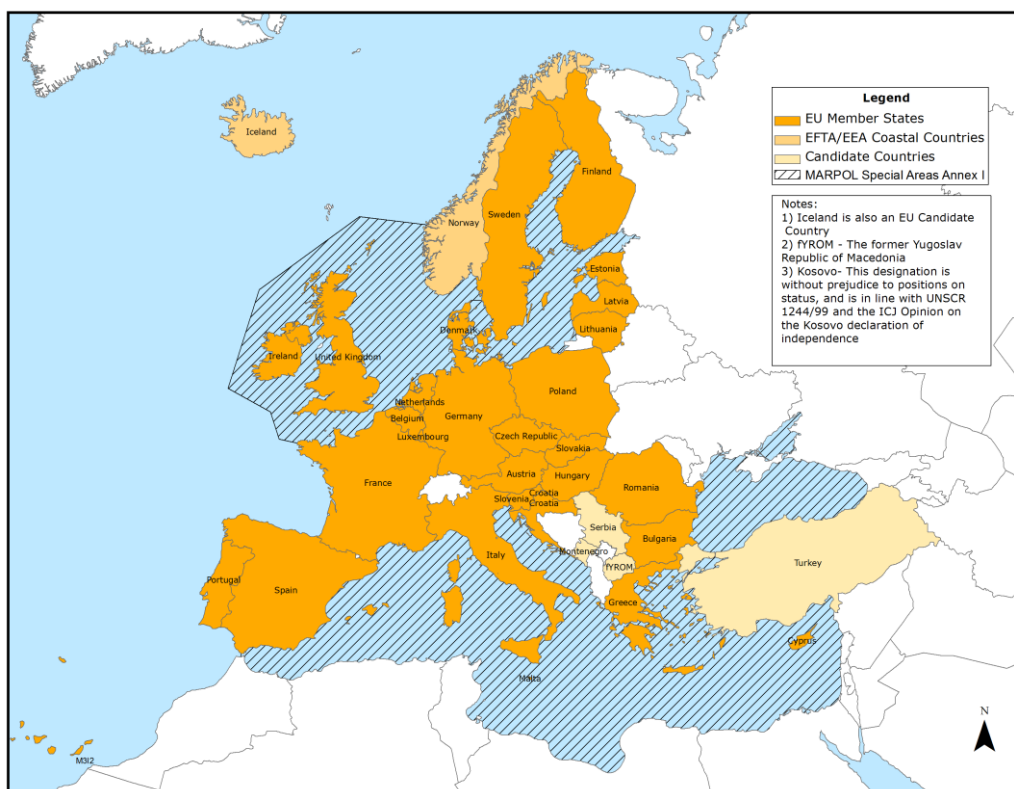 Legend
EU Member States
EFTA/EEA Coastal Countries
Candidate Countries
MARPOL Special Areas Annex I
Notes:
1) Iceland is also an EU Candidate
Country
2) fYROM - The former Yugoslav
Republic of Macedonia
3) Kosovo- This designation is
without prejudice to positions on
status, and is in line with UNSCR
1244/99 and the ICJ Opinion on
the Kosovo declaration of
independence
Iceland
Finland
Norway
Sweden
Estonia
Latvia
Denmark
Lithuania
Ireland
United Kingdom
Netherlands
Poland
Belgium
Germany
Luxembourg
Czech Republic
Slovakia
Austria
Hungary
France
Slovenia
Croatia
Croatia
Romania
Serbia
Bulgaria
Italy
Montenegro
fYROM
Turkey
Portugal
Spain
Greece
Cyprus
Malta
M3I2
N